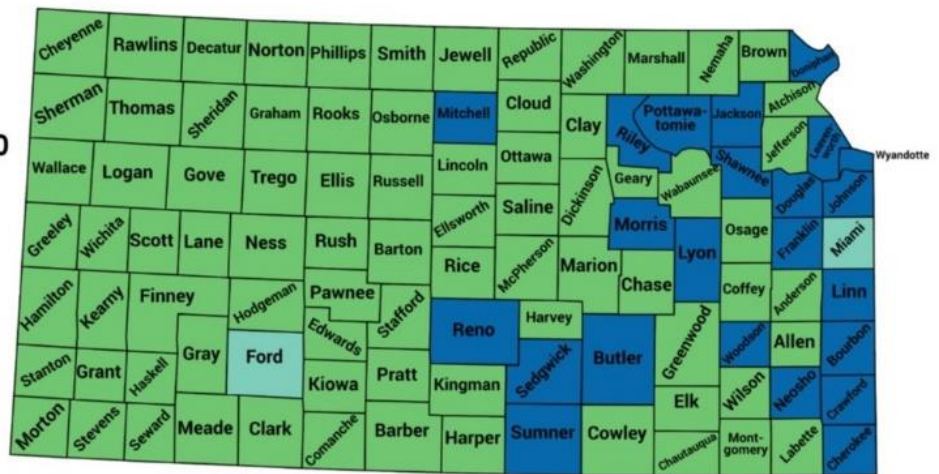 Cheyenne
Rawlins
Decatur
Norton
Phillips
Smith
Jewell
Republic
Washington
Marshall
Nemaha
Brown
Doniphan
Sherman
Thomas
Sheridan
Graham
Rooks
Osborne
Mitchell
Cloud
Clay
Riley
Pottawa-
tomie
Jackson
Atchison
Jefferson
Leaven-
worth
Wyandotte
0
Wallace
Logan
Gove
Trego
Ellis
Russell
Lincoln
Ottawa
Dickinson
Geary
Wabaunsee
Shawnee
Douglas
Johnson
Greeley
Wichita
Scott
Lane
Ness
Rush
Barton
Ellsworth
Saline
Morris
Lyon
Osage
Franklin
Miami
Hamilton
Kearny
Finney
Hodgeman
Pawnee
Stafford
Rice
McPherson
Marion
Chase
Coffey
Anderson
Linn
Stanton
Grant
Haskell
Gray
Ford
Edwards
Kiowa
Pratt
Reno
Harvey
Sedgwick
Butler
Greenwood
Woodson
Allen
Bourbon
Kingman
Elk
Wilson
Neosho
Crawford
Morton
Stevens
Seward
Meade
Clark
Comanche
Barber
Harper
Sumner
Cowley
Chautauqua
Mont-
gomery
Labette
Cherokee